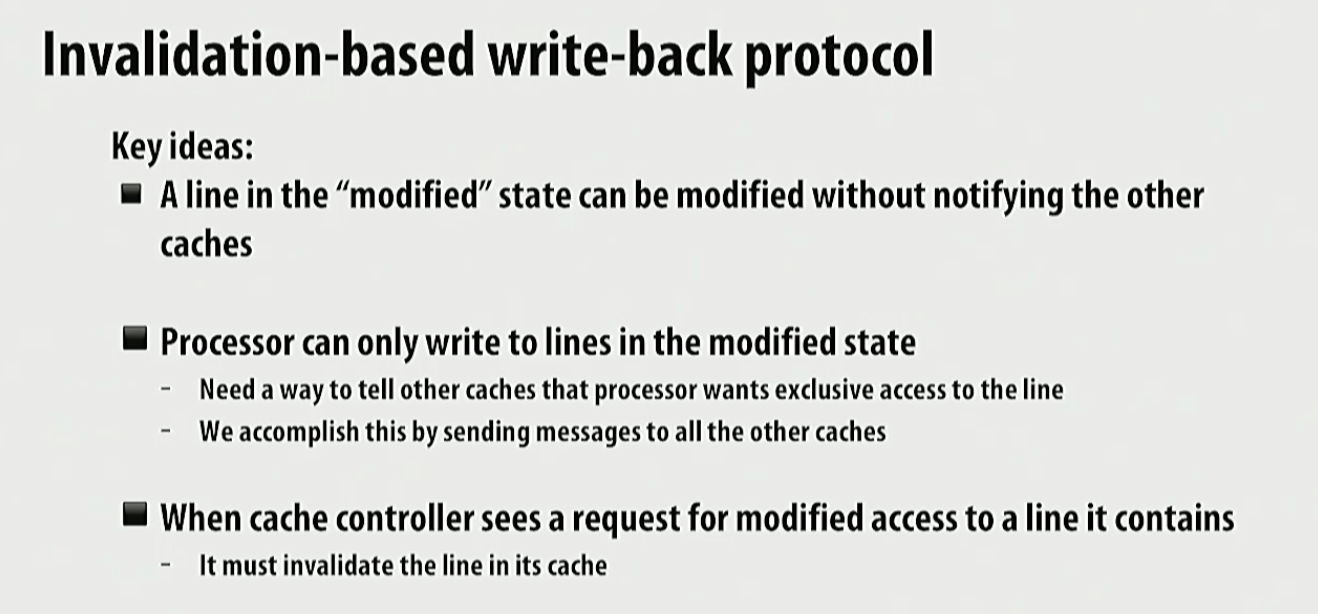 Invalidation-based write-back protocol
Key ideas:
■ A line in the “modified” state can be modified without notifying the other
caches
■ Processor can only write to lines in the modified state
- Need a way to tell other caches that processor wants exclusive access to the line
- We accomplish this by sending messages to all the other caches
■ When cache controller sees a request for modified access to a line it contains
- It must invalidate the line in its cache